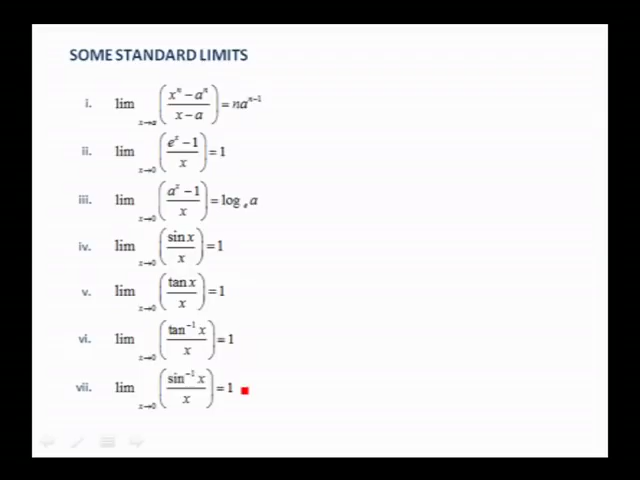 SOME STANDARD LIMITS
i. lim x→a ((xⁿ − aⁿ)/(x − a)) = naⁿ⁻¹
ii. lim x→0 ((eˣ − 1)/x) = 1
iii. lim x→0 ((aˣ − 1)/x) = logₑ a
iv. lim x→0 (sin x/x) = 1
v. lim x→0 (tan x/x) = 1
vi. lim x→0 (tan⁻¹ x/x) = 1
vii. lim x→0 (sin⁻¹ x/x) = 1